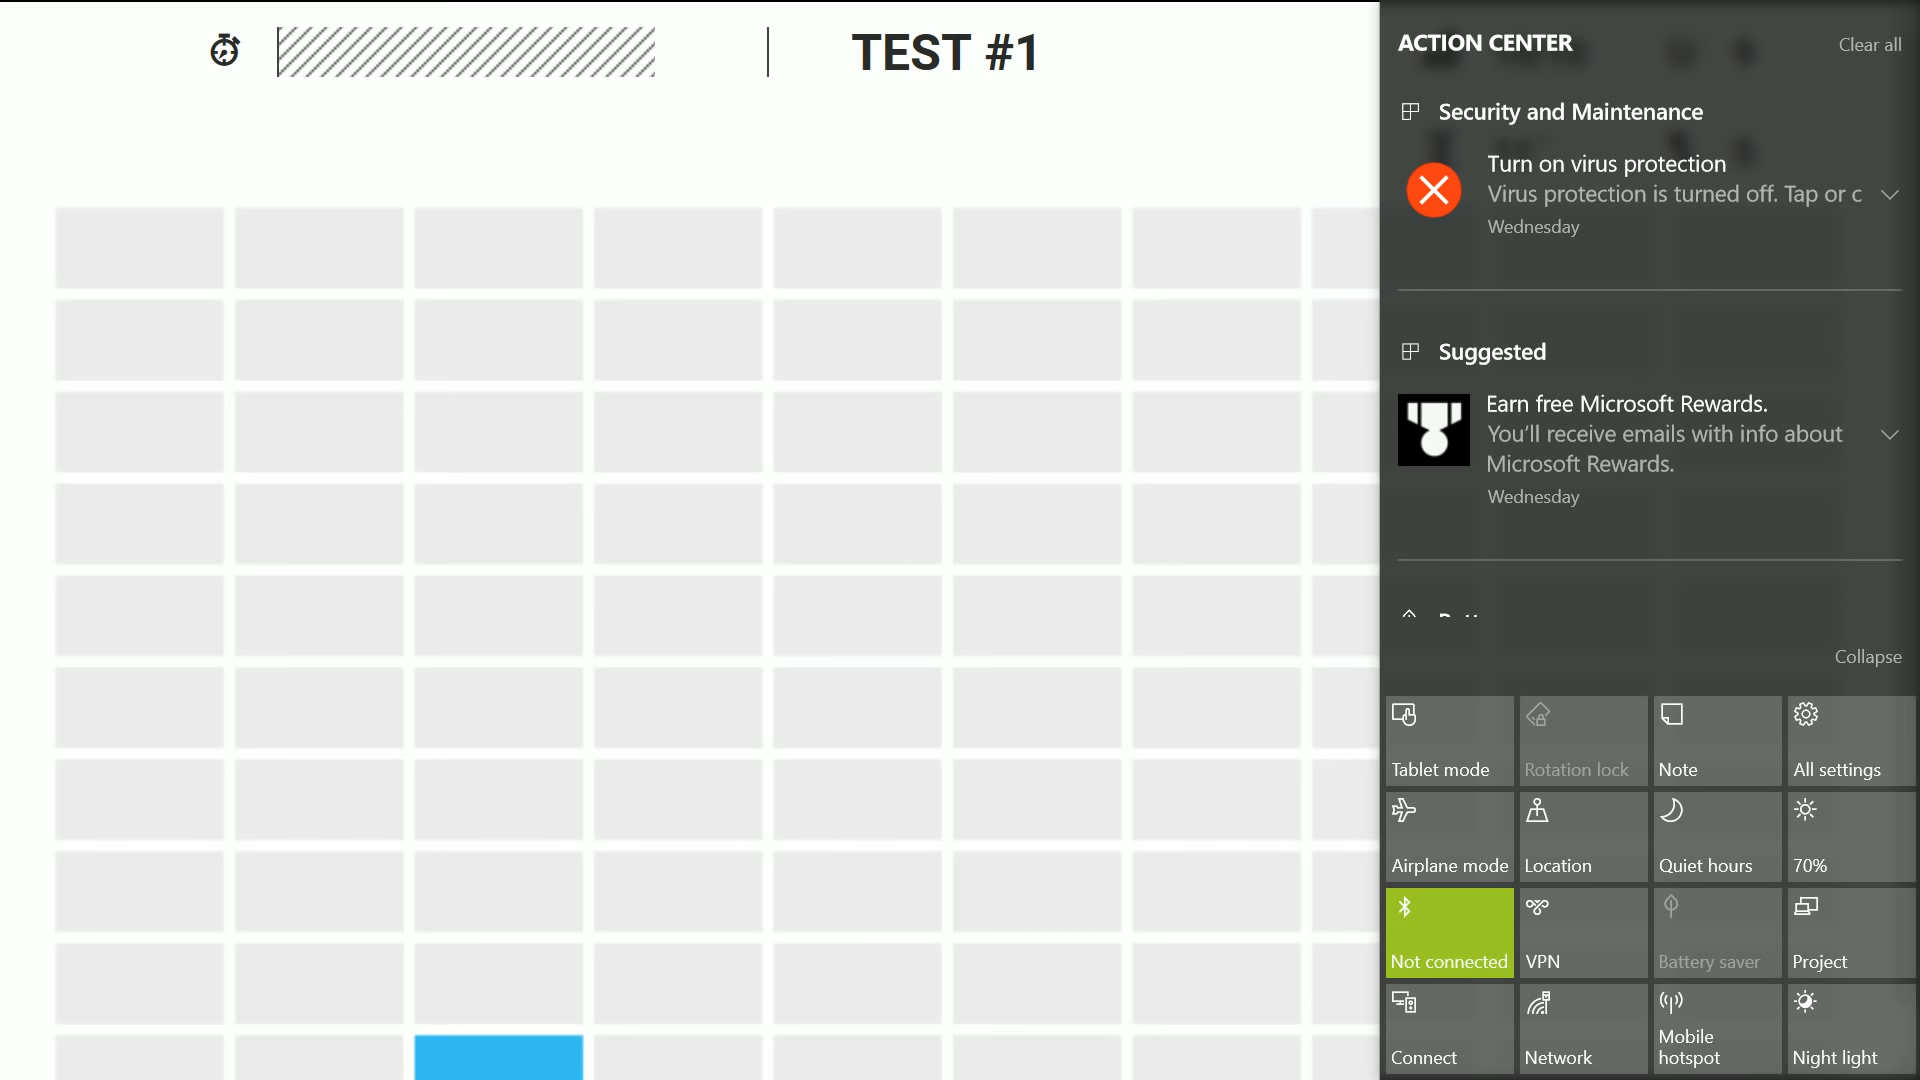 TEST #1
ACTION CENTER
Clear all
Security and Maintenance
Turn on virus protection
Virus protection is turned off. Tap or c
Wednesday
Suggested
Earn free Microsoft Rewards.
You'll receive emails with info about
Microsoft Rewards.
Wednesday
Collapse
Tablet mode
Rotation lock
Note
All settings
Airplane mode
Location
Quiet hours
70%
Not connected
VPN
Battery saver
Project
Connect
Network
Mobile
hotspot
Night light